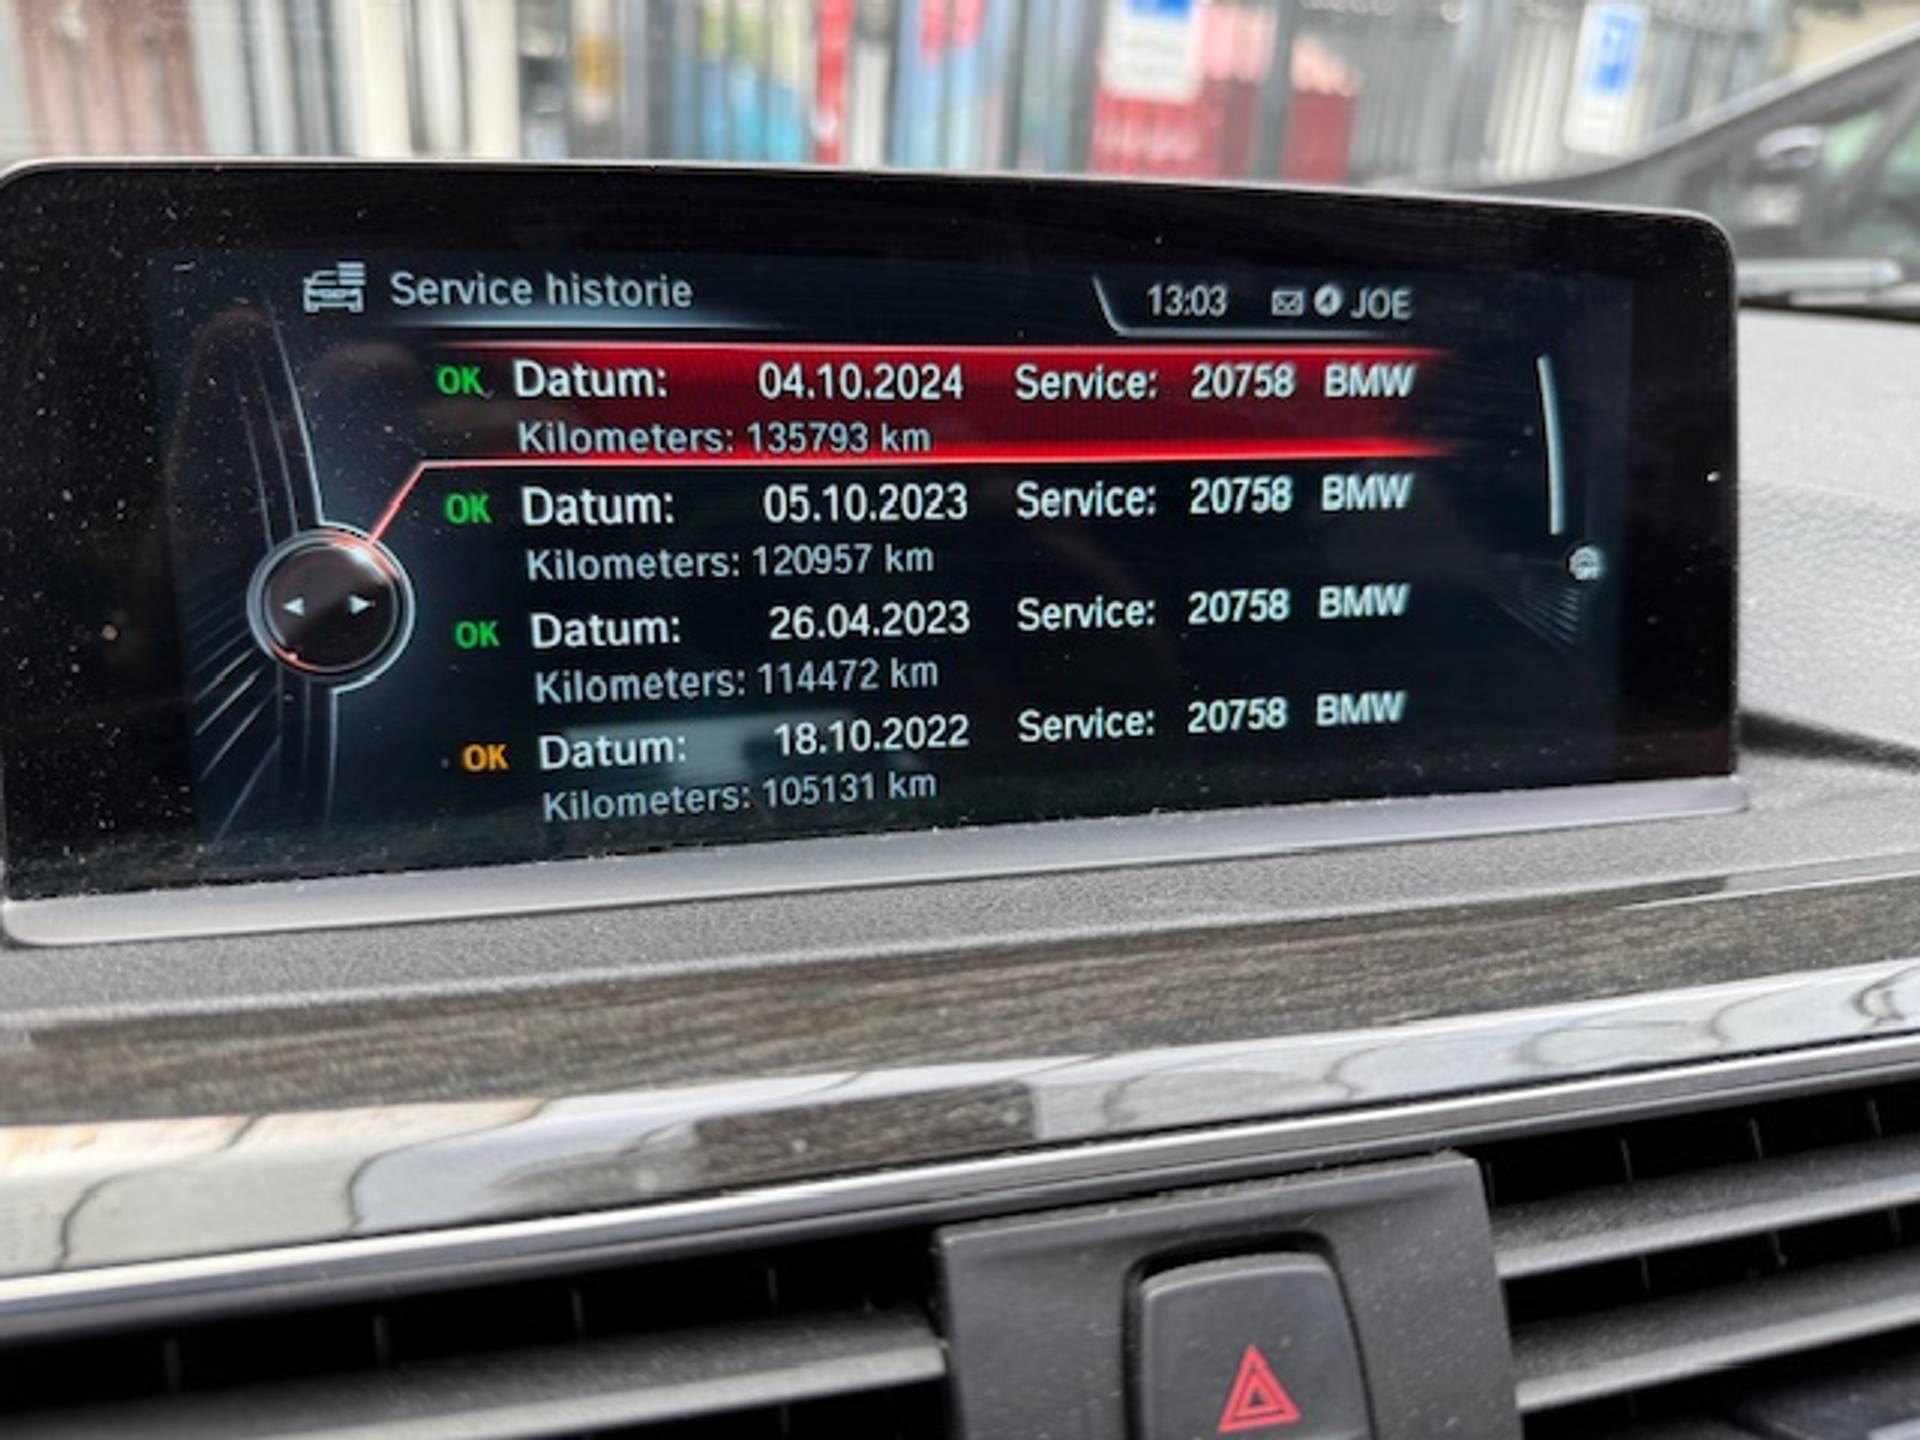 Service historie 13:03 JOE
OK Datum: 04.10.2024 Service: 20758 BMW
Kilometers: 135793 km
OK Datum: 05.10.2023 Service: 20758 BMW
Kilometers: 120957 km
OK Datum: 26.04.2023 Service: 20758 BMW
Kilometers: 114472 km
OK Datum: 18.10.2022 Service: 20758 BMW
Kilometers: 105131 km